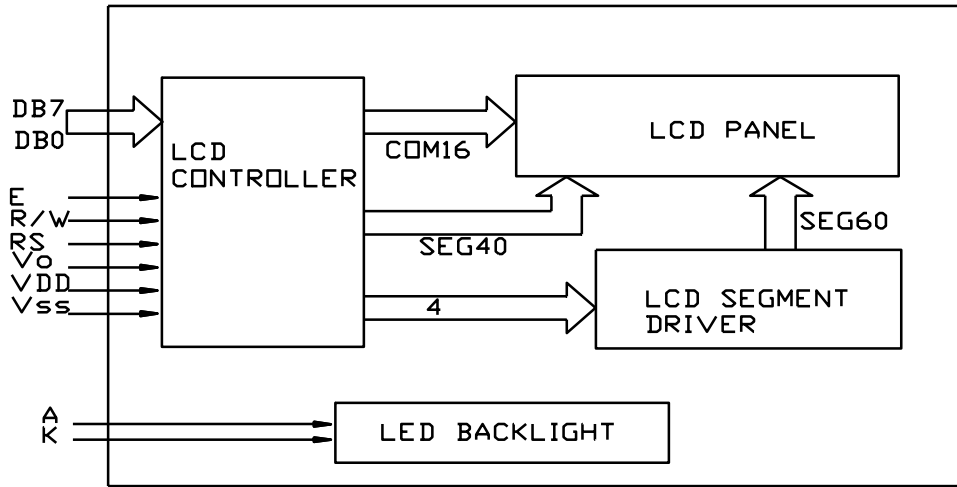 DB7
DB0
LCD
CONTROLLER
COM16
LCD PANEL
E
R/W
RS
Vo
VDD
Vss
SEG40
SEG60
4
LCD SEGMENT
DRIVER
A
K
LED BACKLIGHT